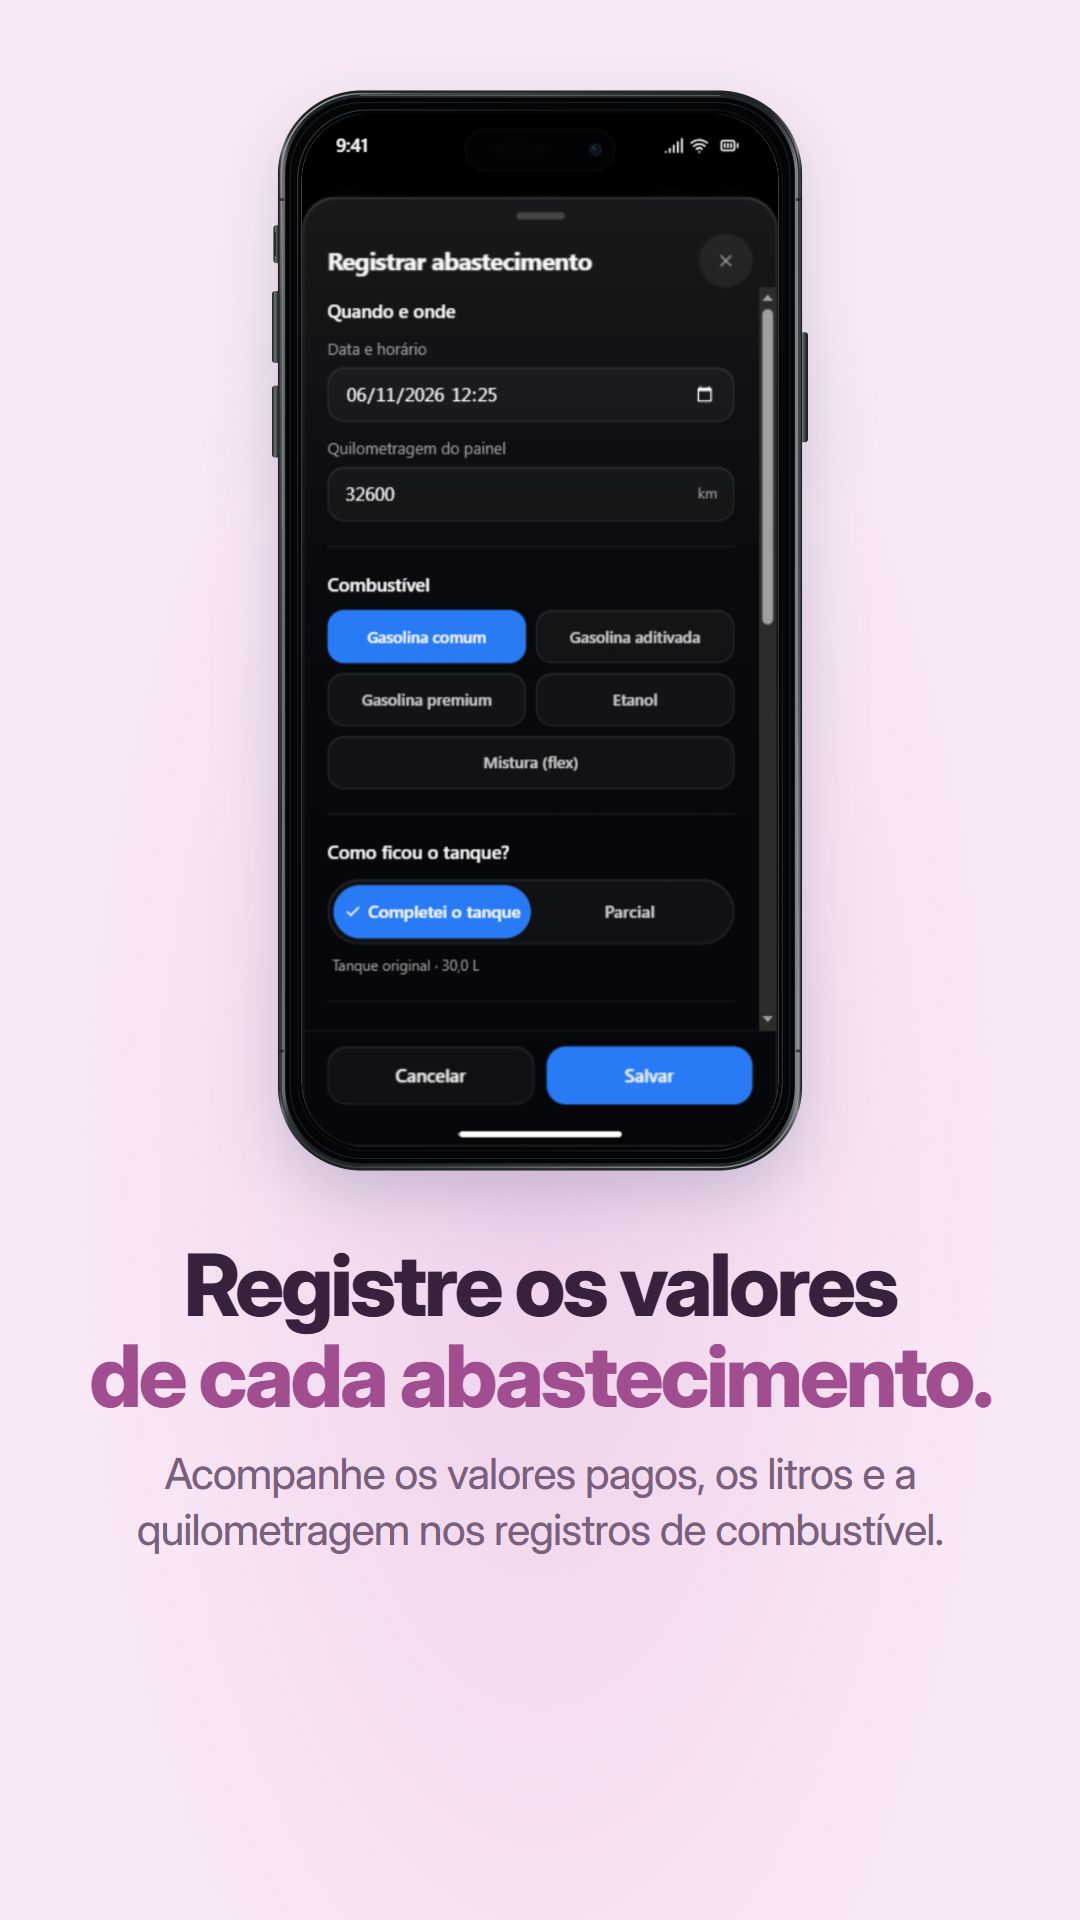 9:41
Registrar abastecimento
Quando e onde
Data e horário
06/11/2026 12:25
Quilometragem do painel
32600 km
Combustível
Gasolina comum Gasolina aditivada
Gasolina premium Etanol
Mistura (flex)
Como ficou o tanque?
Completei o tanque Parcial
Tanque original · 30,0 L
Cancelar Salvar
Registre os valores
de cada abastecimento.
Acompanhe os valores pagos, os litros e a
quilometragem nos registros de combustível.